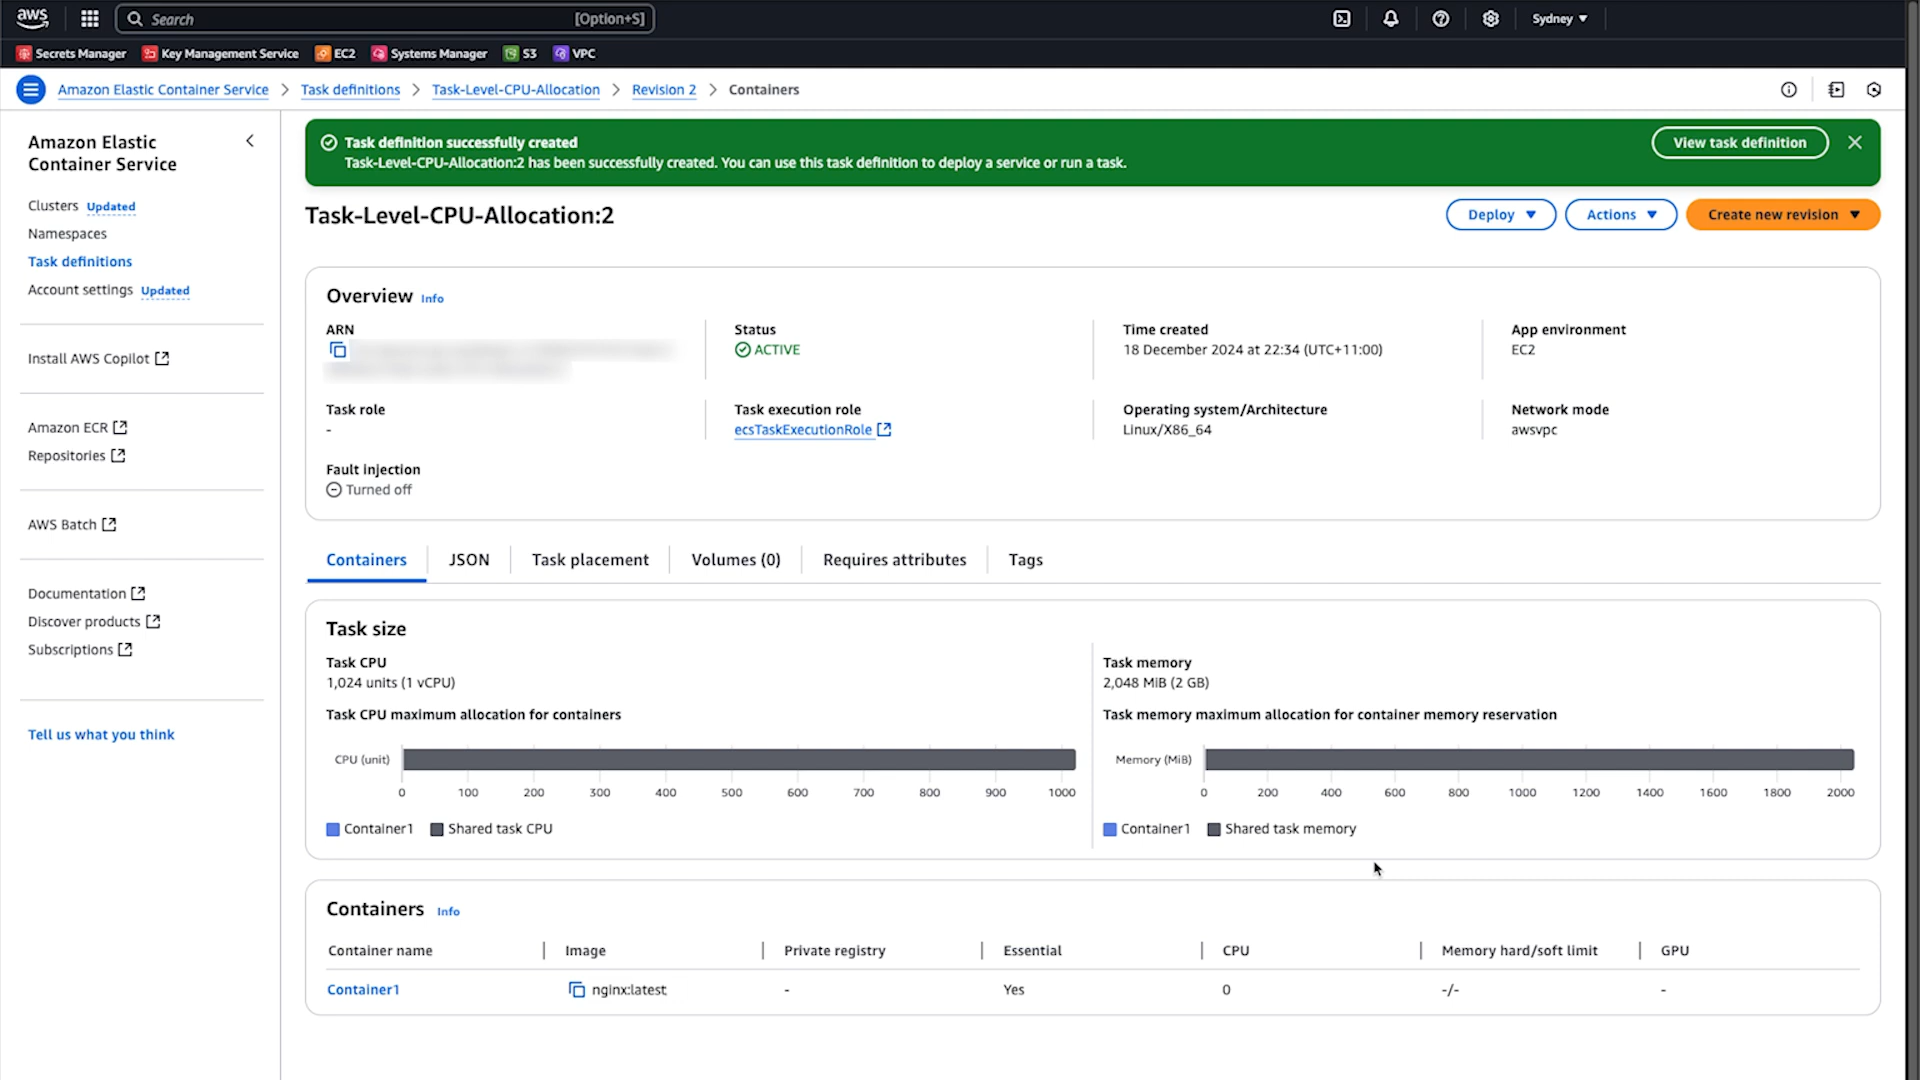 aws
Search [Option+S]
Sydney
Secrets Manager Key Management Service EC2 Systems Manager S3 VPC
Amazon Elastic Container Service Task definitions Task-Level-CPU-Allocation Revision 2 Containers
Amazon Elastic
Container Service
Clusters Updated
Namespaces
Task definitions
Account settings Updated
Install AWS Copilot
Amazon ECR
Repositories
AWS Batch
Documentation
Discover products
Subscriptions
Tell us what you think
Task definition successfully created
Task-Level-CPU-Allocation:2 has been successfully created. You can use this task definition to deploy a service or run a task.
View task definition
Task-Level-CPU-Allocation:2
Deploy
Actions
Create new revision
Overview Info
ARN
Status
ACTIVE
Time created
18 December 2024 at 22:34 (UTC+11:00)
App environment
EC2
Task role
-
Task execution role
ecsTaskExecutionRole
Operating system/Architecture
Linux/X86_64
Network mode
awsvpc
Fault injection
Turned off
Containers JSON Task placement Volumes (0) Requires attributes Tags
Task size
Task CPU
1,024 units (1 vCPU)
Task CPU maximum allocation for containers
CPU (unit)
0 100 200 300 400 500 600 700 800 900 1000
Container1 Shared task CPU
Task memory
2,048 MiB (2 GB)
Task memory maximum allocation for container memory reservation
Memory (MiB)
0 200 400 600 800 1000 1200 1400 1600 1800 2000
Container1 Shared task memory
Containers Info
Container name Image Private registry Essential CPU Memory hard/soft limit GPU
Container1 nginx:latest - Yes 0 -/- -